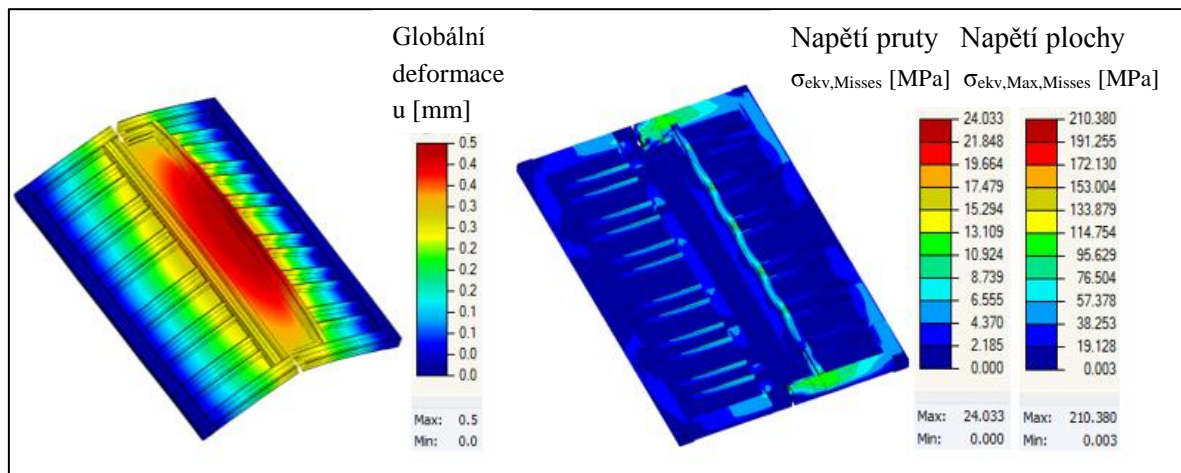 Globální
deformace
u [mm]
0.5
0.5
0.4
0.4
0.3
0.3
0.2
0.2
0.2
0.1
0.1
0.0
0.0
Max: 0.5
Min: 0.0
Napětí pruty Napětí plochy
σekv,Misses [MPa] σekv,Max,Misses [MPa]
24.033 210.380
21.848 191.255
19.664 172.130
17.479 153.004
15.294 133.879
13.109 114.754
10.924 95.629
8.739 76.504
6.555 57.378
4.370 38.253
2.185 19.128
0.000 0.003
Max: 24.033 Max: 210.380
Min: 0.000 Min: 0.003